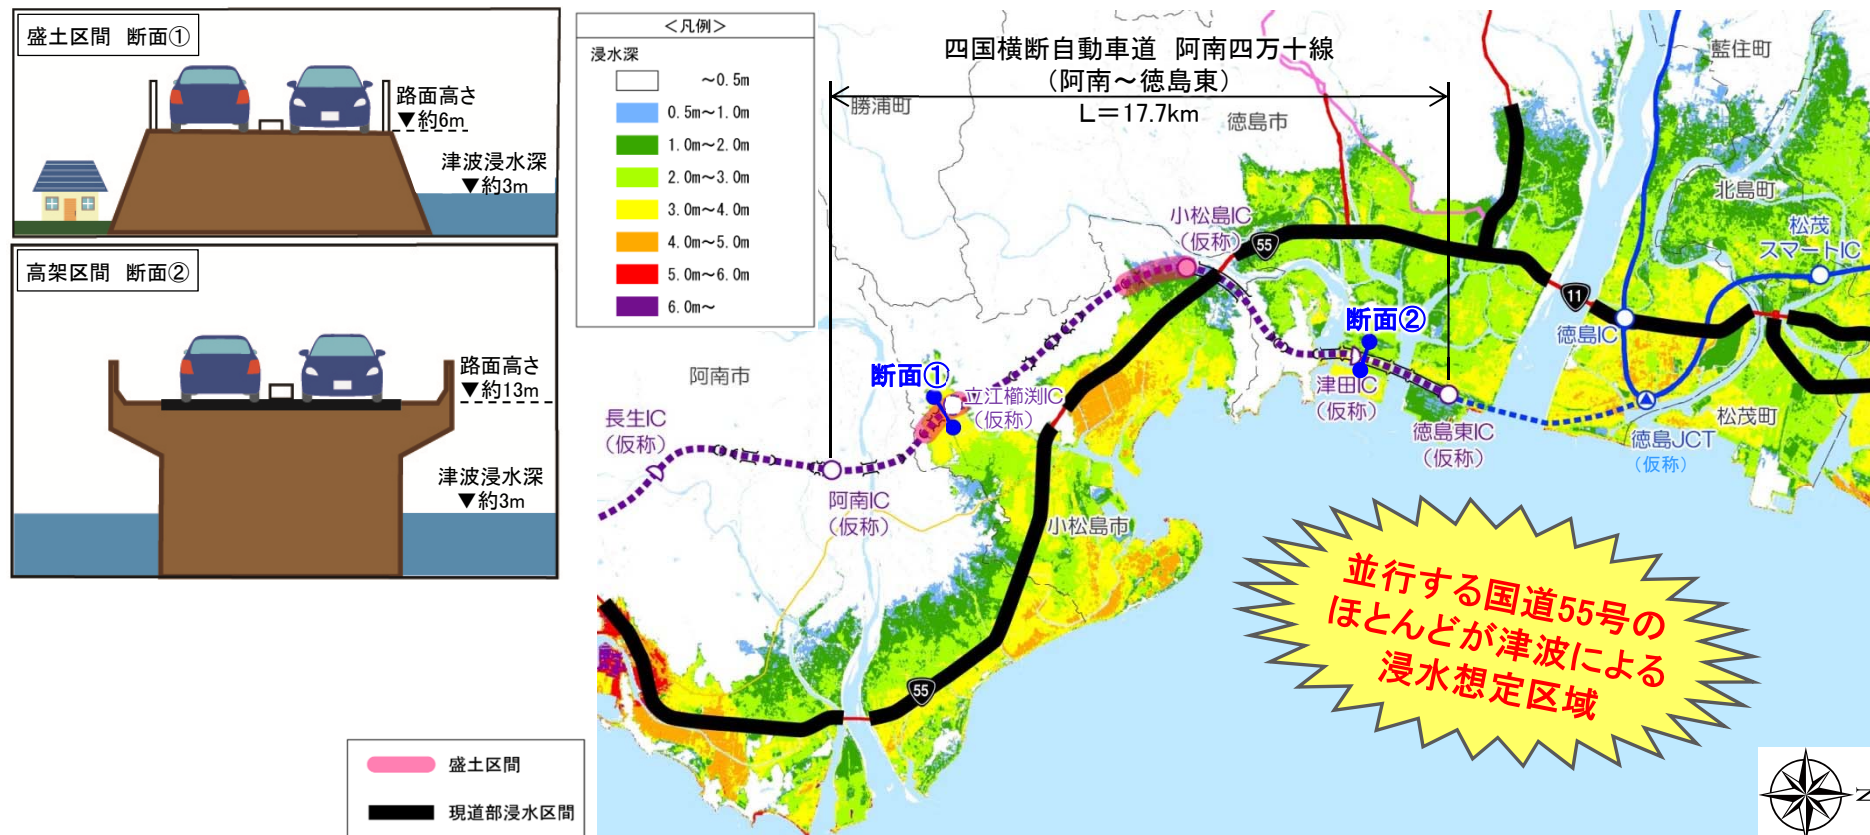 盛土区間 断面①
路面高さ
▼約6m
津波浸水深
▼約3m
高架区間 断面②
路面高さ
▼約13m
津波浸水深
▼約3m
<凡例>
浸水深
～0.5m
0.5m～1.0m
1.0m～2.0m
2.0m～3.0m
3.0m～4.0m
4.0m～5.0m
5.0m～6.0m
6.0m～
四国横断自動車道 阿南四万十線
（阿南～徳島東）
L＝17.7km
勝浦町
徳島市
藍住町
北島町
松茂
スマートIC
小松島IC
（仮称）
55
11
徳島IC
断面②
津田IC
（仮称）
徳島東IC
（仮称）
徳島JCT
（仮称）
松茂町
阿南市
断面①
立江櫛渕IC
（仮称）
長生IC
（仮称）
阿南IC
（仮称）
小松島市
55
並行する国道55号の
ほとんどが津波による
浸水想定区域
盛土区間
現道部浸水区間
N